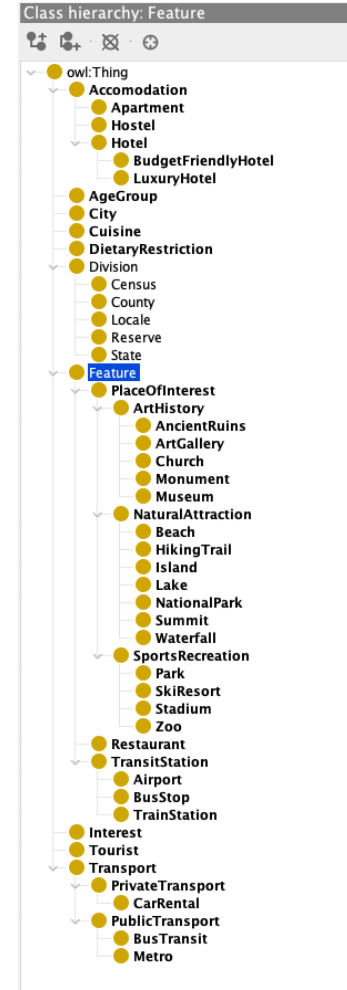 Class hierarchy: Feature
owl:Thing
Accomodation
Apartment
Hostel
Hotel
BudgetFriendlyHotel
LuxuryHotel
AgeGroup
City
Cuisine
DietaryRestriction
Division
Census
County
Locale
Reserve
State
Feature
PlaceOfInterest
ArtHistory
AncientRuins
ArtGallery
Church
Monument
Museum
NaturalAttraction
Beach
HikingTrail
Island
Lake
NationalPark
Summit
Waterfall
SportsRecreation
Park
SkiResort
Stadium
Zoo
Restaurant
TransitStation
Airport
BusStop
TrainStation
Interest
Tourist
Transport
PrivateTransport
CarRental
PublicTransport
BusTransit
Metro